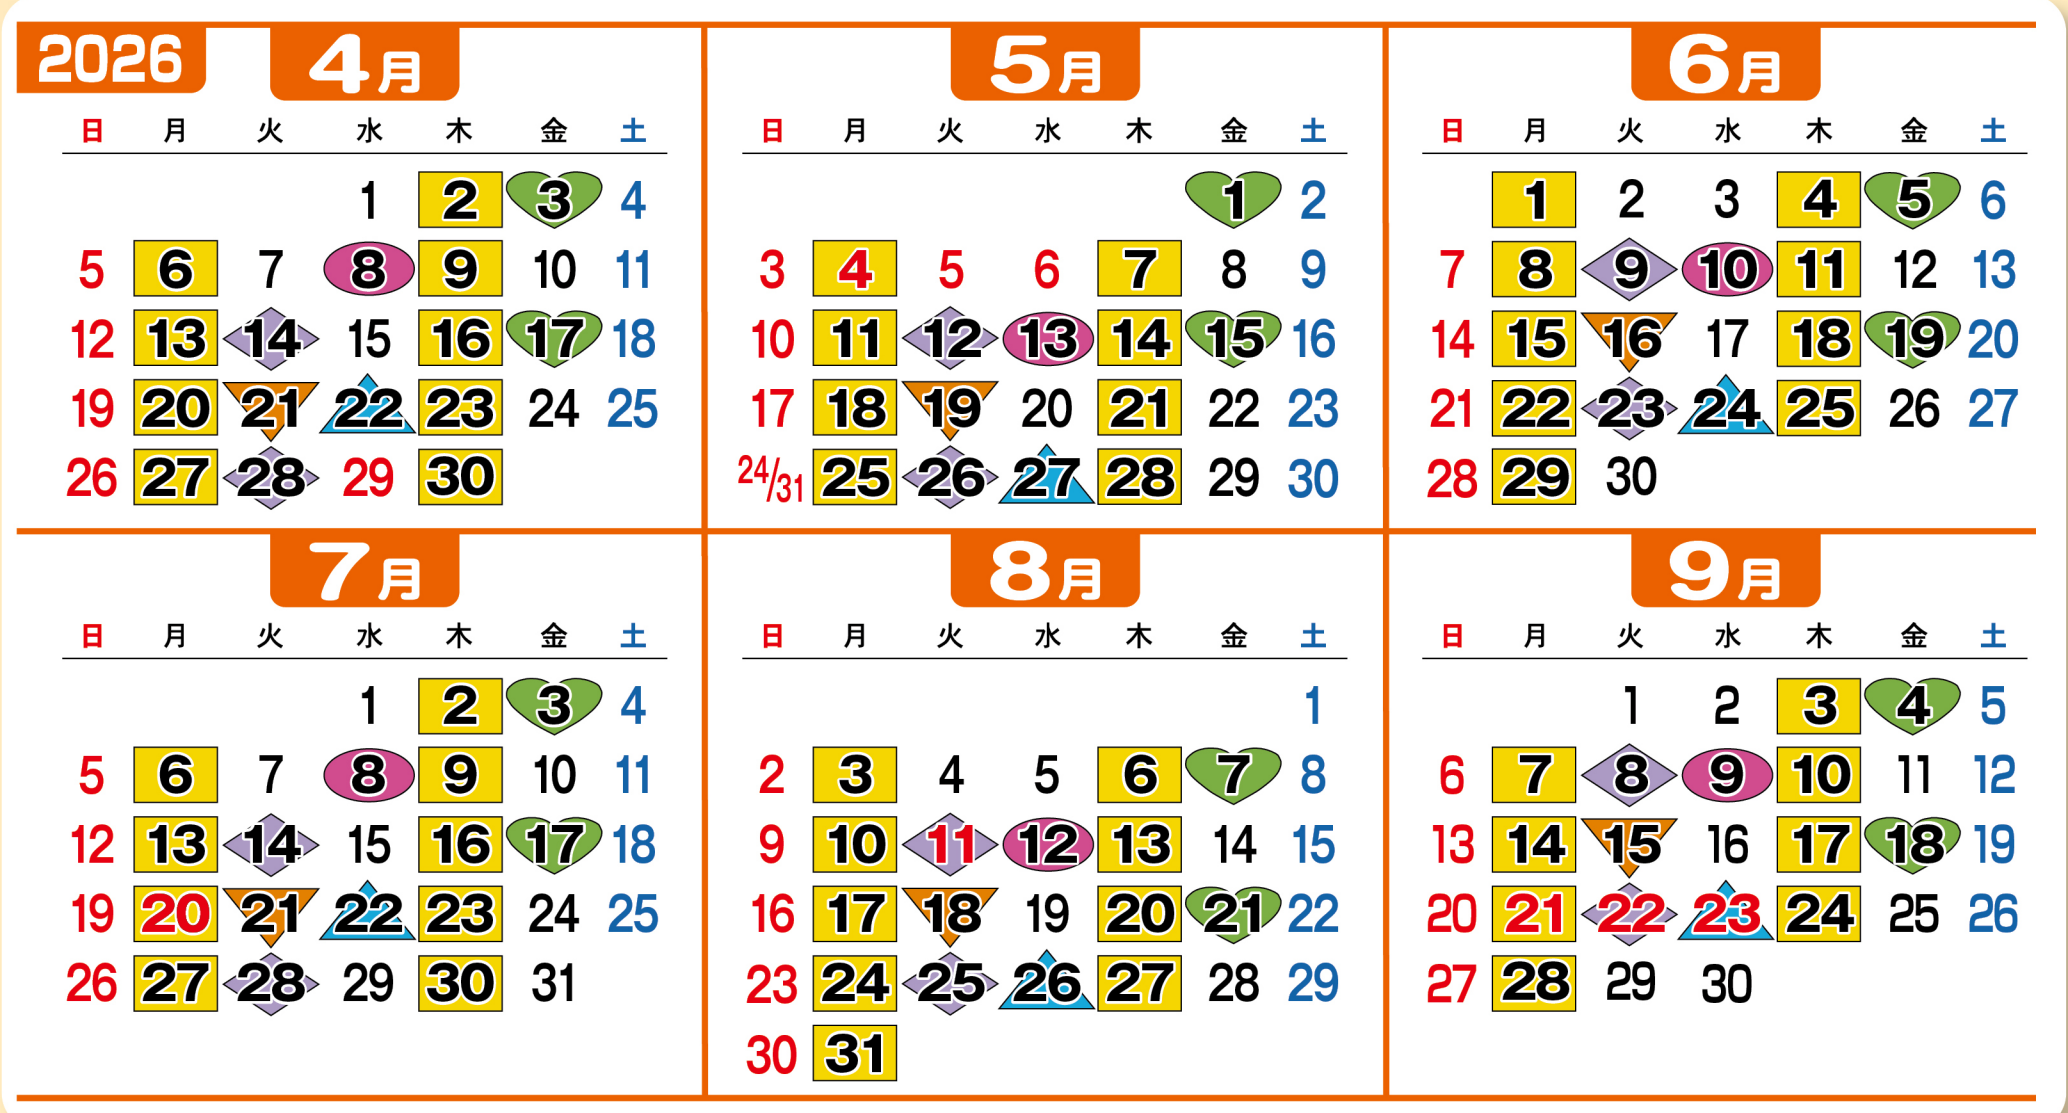 2026
4月
日 月 火 水 木 金 土
1 2 3 4
5 6 7 8 9 10 11
12 13 14 15 16 17 18
19 20 21 22 23 24 25
26 27 28 29 30
5月
日 月 火 水 木 金 土
1 2
3 4 5 6 7 8 9
10 11 12 13 14 15 16
17 18 19 20 21 22 23
24/31 25 26 27 28 29 30
6月
日 月 火 水 木 金 土
1 2 3 4 5 6
7 8 9 10 11 12 13
14 15 16 17 18 19 20
21 22 23 24 25 26 27
28 29 30
7月
日 月 火 水 木 金 土
1 2 3 4
5 6 7 8 9 10 11
12 13 14 15 16 17 18
19 20 21 22 23 24 25
26 27 28 29 30 31
8月
日 月 火 水 木 金 土
1
2 3 4 5 6 7 8
9 10 11 12 13 14 15
16 17 18 19 20 21 22
23 24 25 26 27 28 29
30 31
9月
日 月 火 水 木 金 土
1 2 3 4 5
6 7 8 9 10 11 12
13 14 15 16 17 18 19
20 21 22 23 24 25 26
27 28 29 30